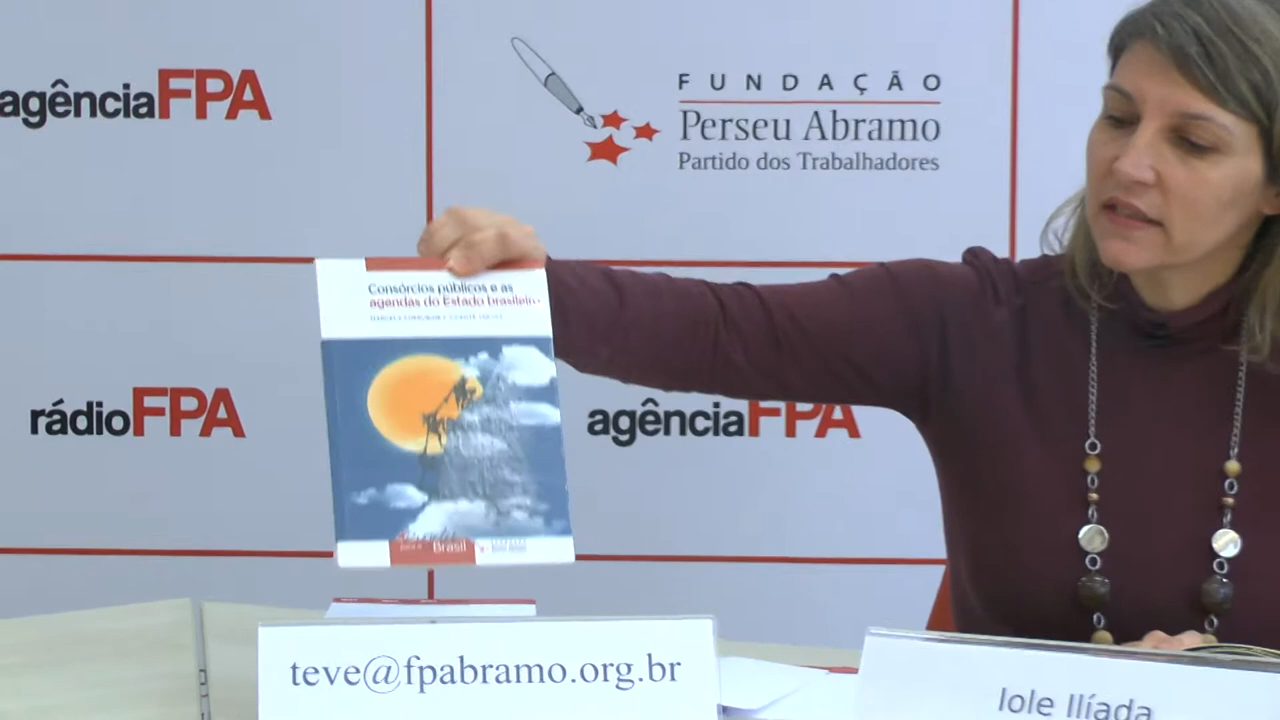 agênciaFPA
FUNDAÇÃO
Perseu Abramo
Partido dos Trabalhadores
Consórcios públicos e as
agendas do Estado brasileiro
rádioFPA
agênciaFPA
Brasil
teve@fpabramo.org.br
Iole Ilíada